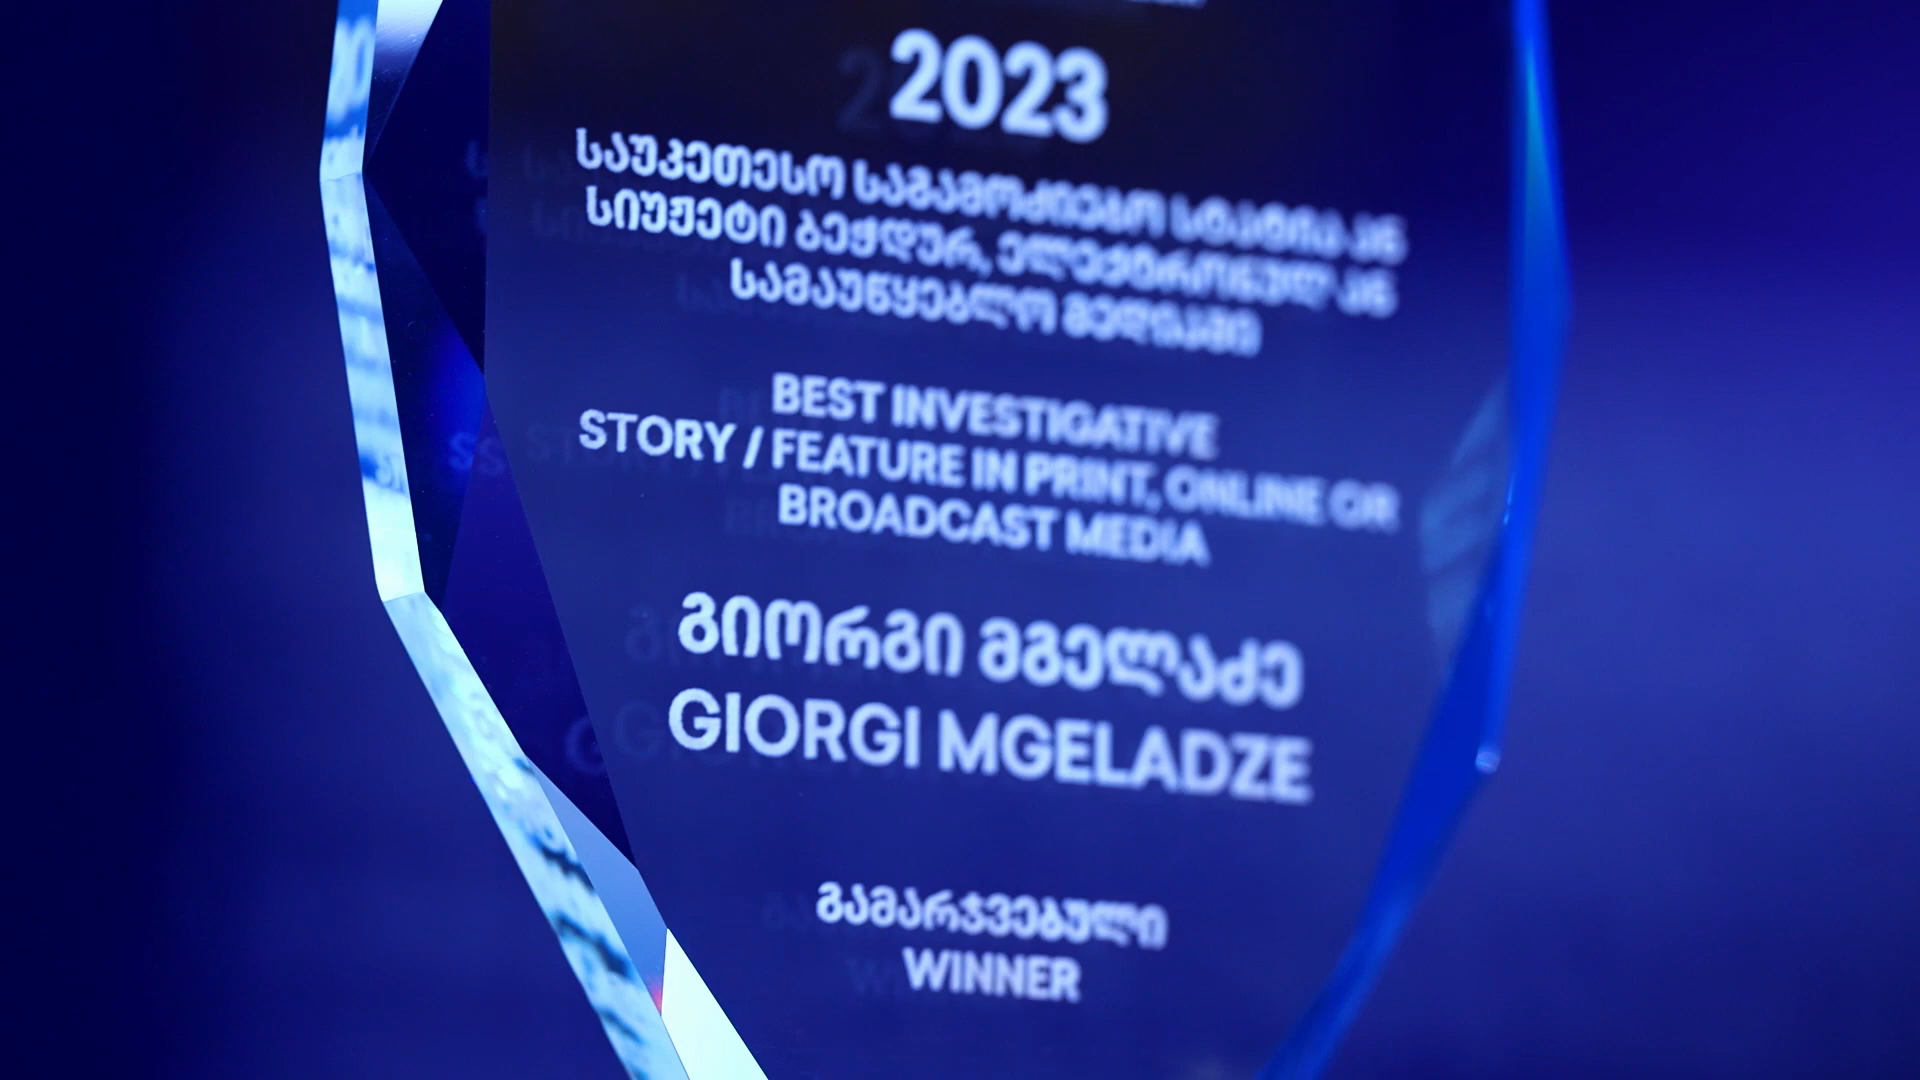 2023
საუკეთესო საგამოძიებო სტატია ან
სიუჟეტი ბეჭდურ, ელექტრონულ ან
სამაუწყებლო მედიაში
BEST INVESTIGATIVE
STORY / FEATURE IN PRINT, ONLINE OR
BROADCAST MEDIA
გიორგი მგელაძე
GIORGI MGELADZE
გამარჯვებული
WINNER